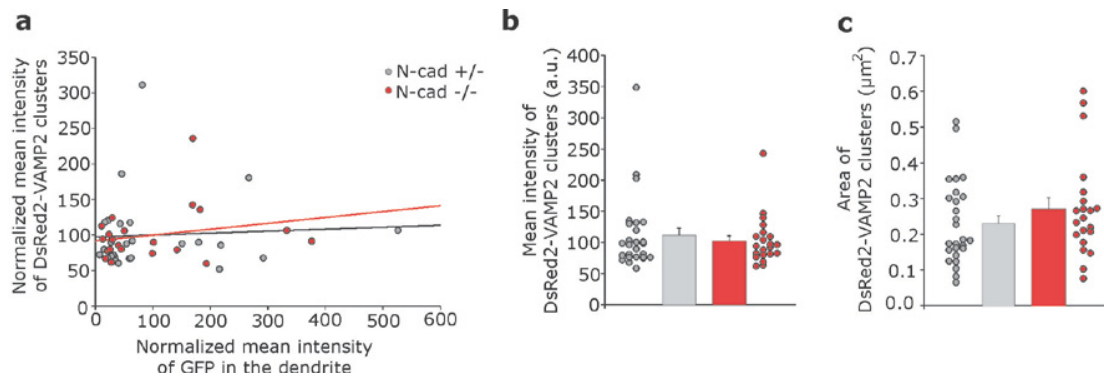 a
Normalized mean intensity
of DsRed2-VAMP2 clusters
350
300
250
200
150
100
50
0
0 100 200 300 400 500 600
Normalized mean intensity
of GFP in the dendrite
N-cad +/-
N-cad -/-
b
Mean intensity of
DsRed2-VAMP2 clusters (a.u.)
400
350
300
250
200
150
100
50
0
c
Area of
DsRed2-VAMP2 clusters (µm²)
0.7
0.6
0.5
0.4
0.3
0.2
0.1
0.0